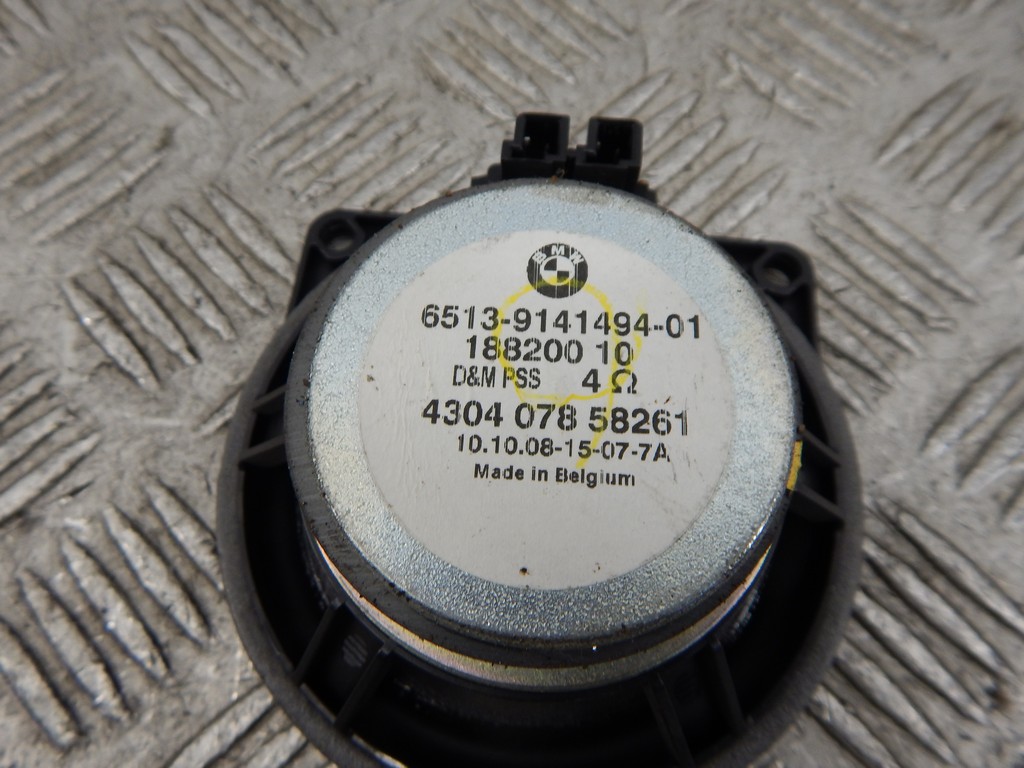 BMW
6513-9141494-01
188200 10
D&M PSS 4 Ω
4304 078 58261
10.10.08-15-07-7A
Made in Belgium